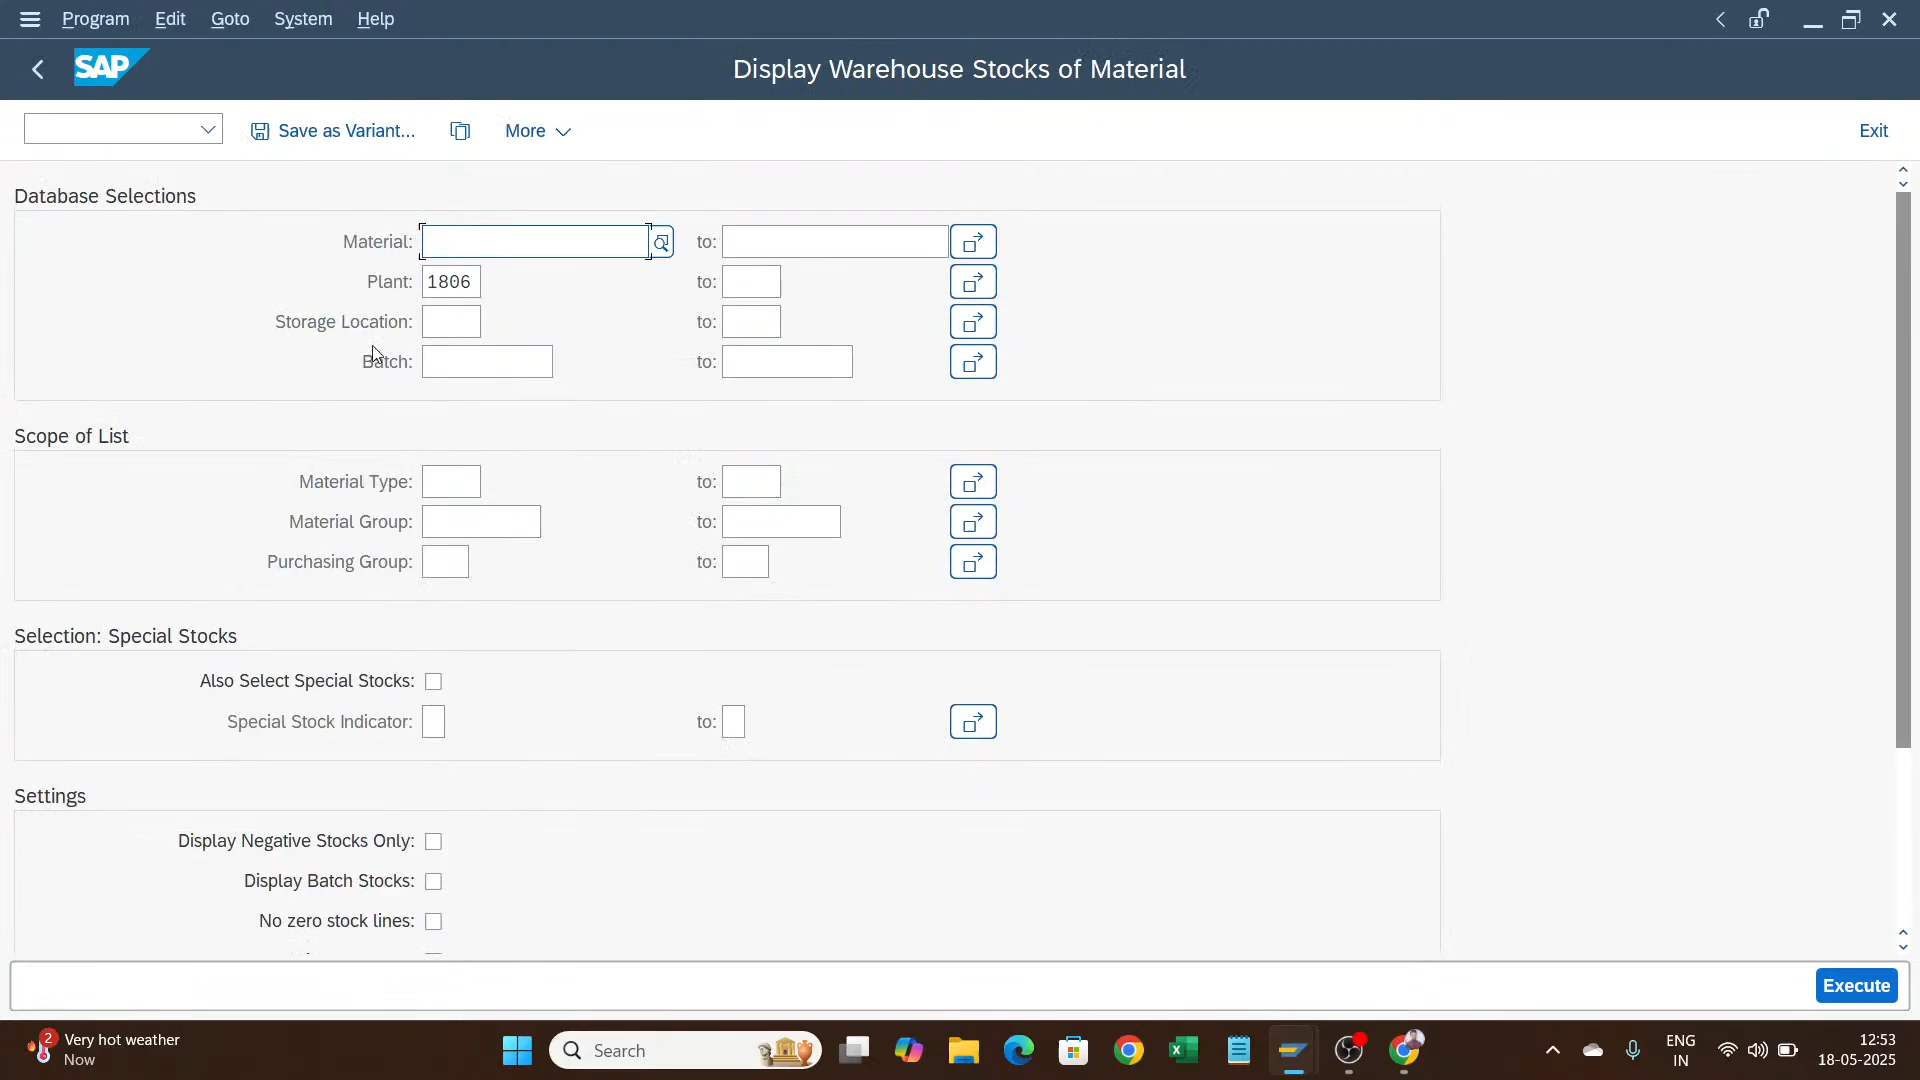 Program Edit Goto System Help
SAP
Display Warehouse Stocks of Material
Save as Variant... More Exit
Database Selections
Material: to:
Plant: 1806 to:
Storage Location: to:
Batch: to:
Scope of List
Material Type: to:
Material Group: to:
Purchasing Group: to:
Selection: Special Stocks
Also Select Special Stocks:
Special Stock Indicator: to:
Settings
Display Negative Stocks Only:
Display Batch Stocks:
No zero stock lines:
Execute
2 Very hot weather
Now
Search
ENG
IN
12:53
18-05-2025